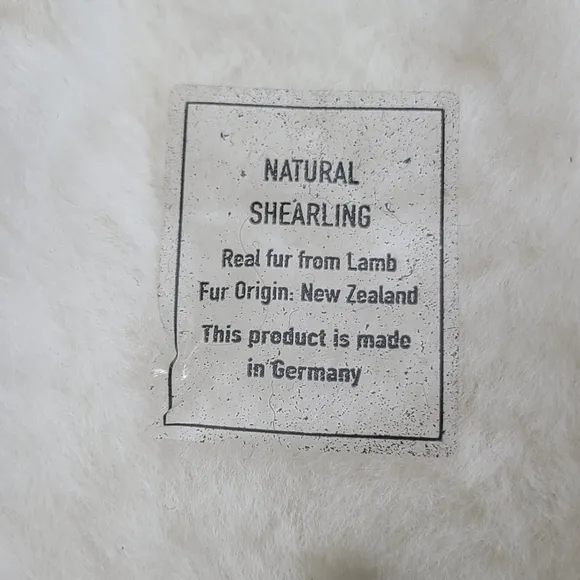 NATURAL
SHEARLING
Real fur from Lamb
Fur Origin: New Zealand
This product is made
in Germany